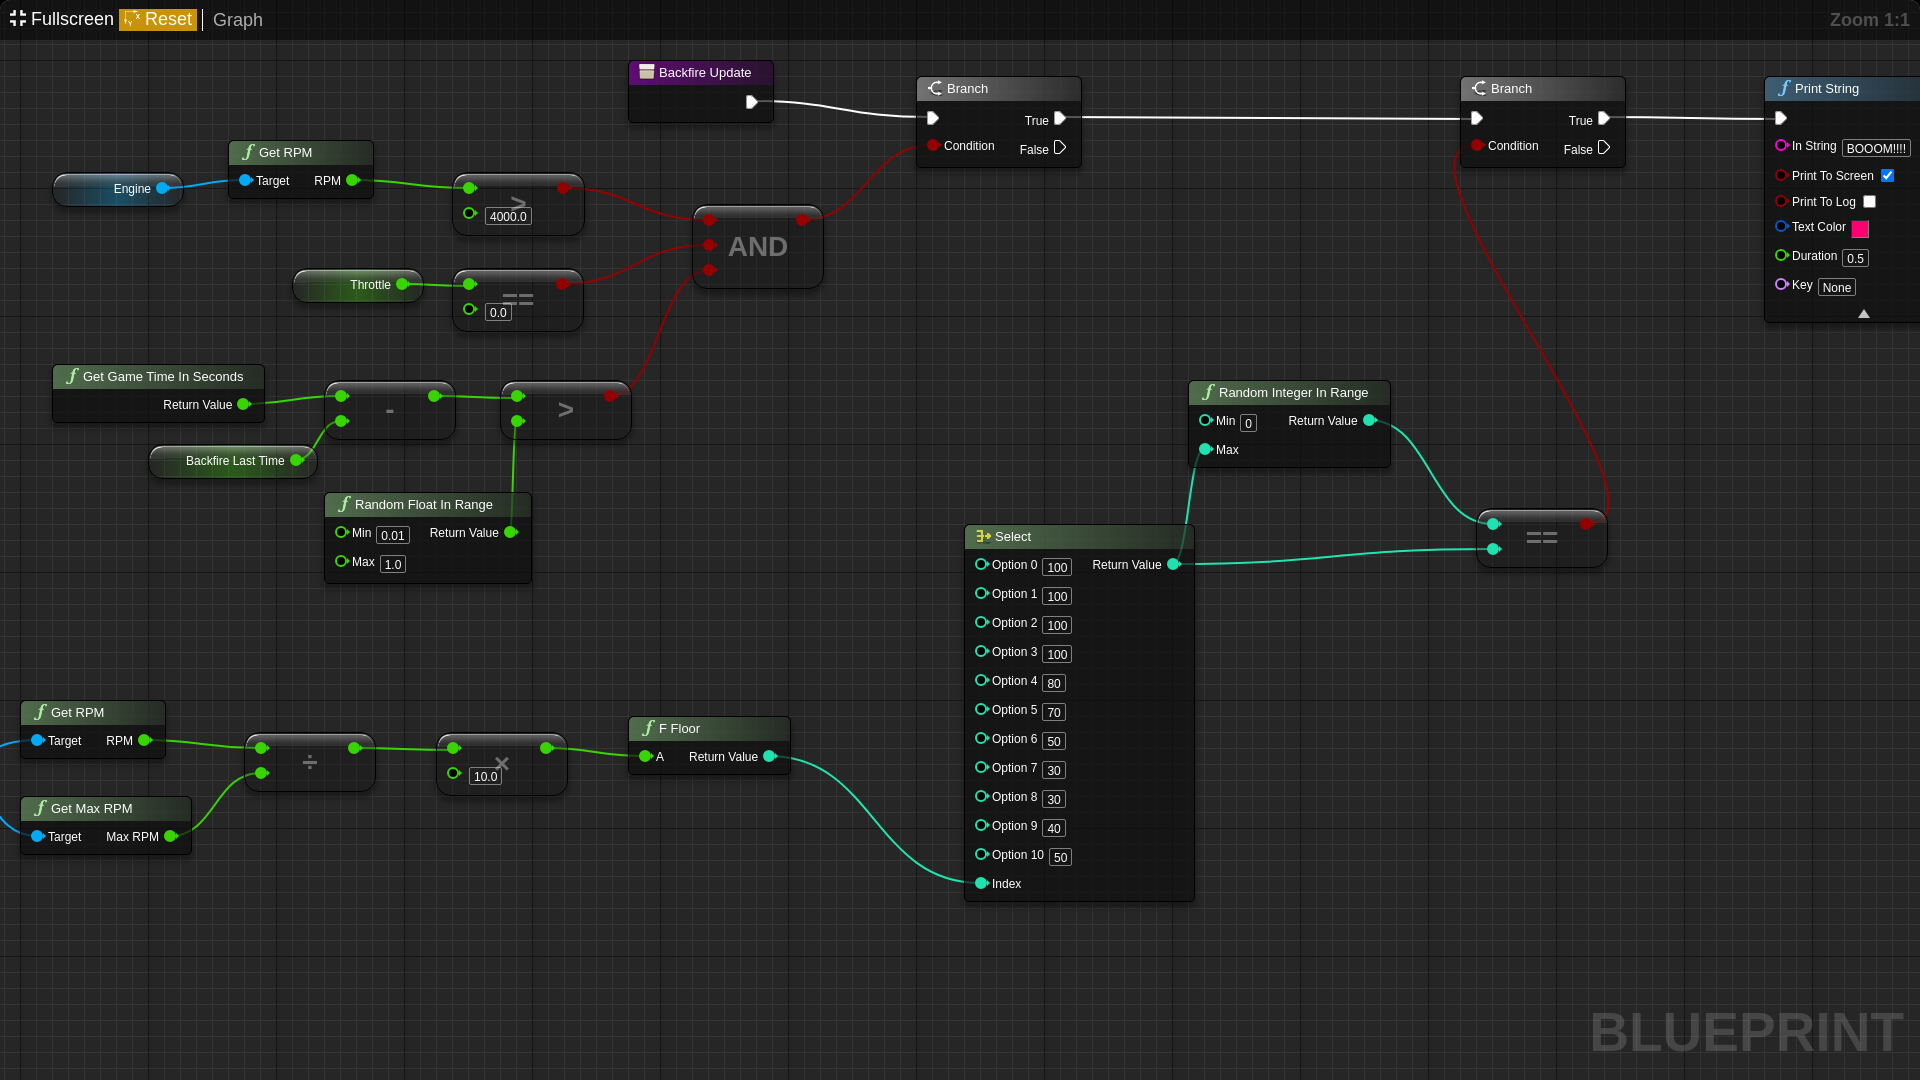 Fullscreen Reset Graph Zoom 1:1
Backfire Update
Branch
True
Condition False
Branch
True
Condition False
Print String
In String BOOOM!!!!
Print To Screen
Print To Log
Text Color
Duration 0.5
Key None
Get RPM
Target RPM
Engine
>
4000.0
AND
Throttle
==
0.0
Get Game Time In Seconds
Return Value
-
>
Backfire Last Time
Random Float In Range
Min 0.01 Return Value
Max 1.0
Random Integer In Range
Min 0 Return Value
Max
==
Select
Option 0 100 Return Value
Option 1 100
Option 2 100
Option 3 100
Option 4 80
Option 5 70
Option 6 50
Option 7 30
Option 8 30
Option 9 40
Option 10 50
Index
Get RPM
Target RPM
÷
×
10.0
F Floor
A Return Value
Get Max RPM
Target Max RPM
BLUEPRINT